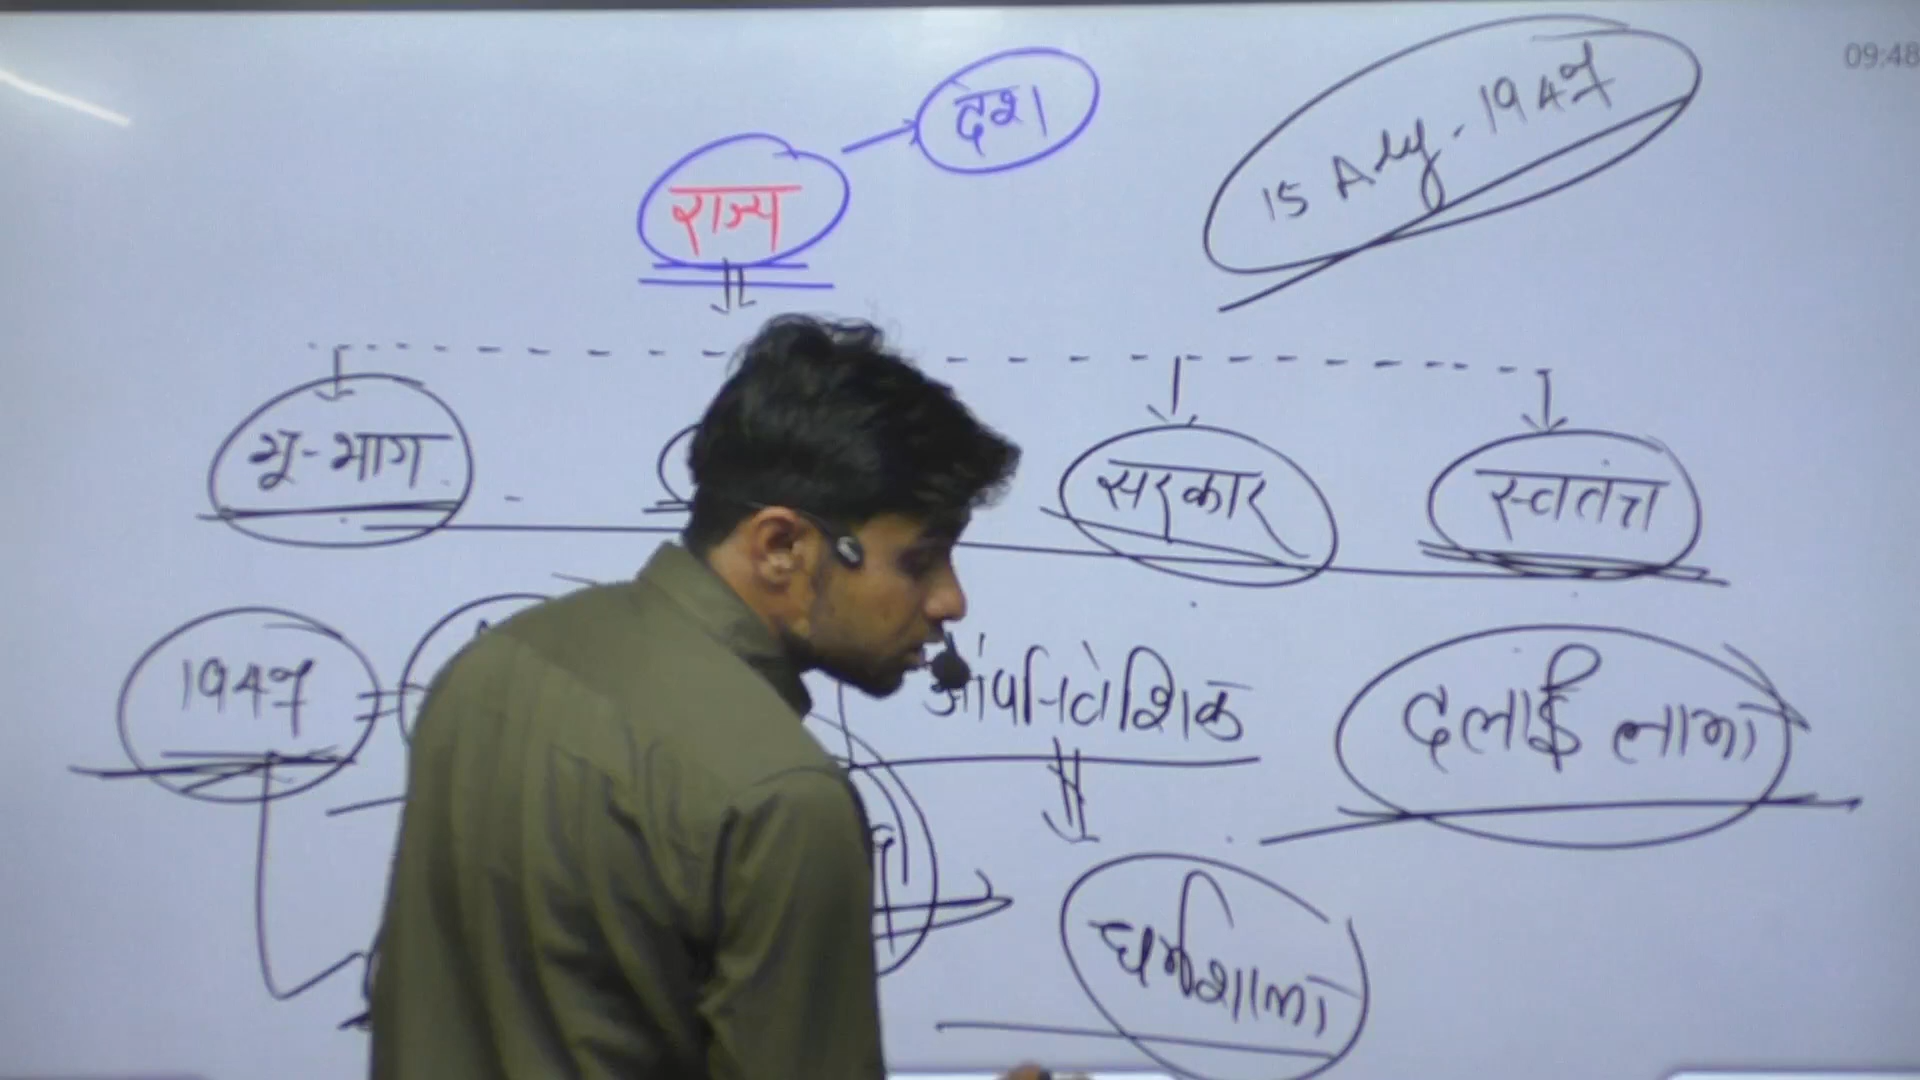 09:48
देश
15 Aug. 1947
राज्य
भू-भाग
सरकार
स्वतंत्र
1947
औपनिवेशिक
दलाई लामा
धर्मशाला